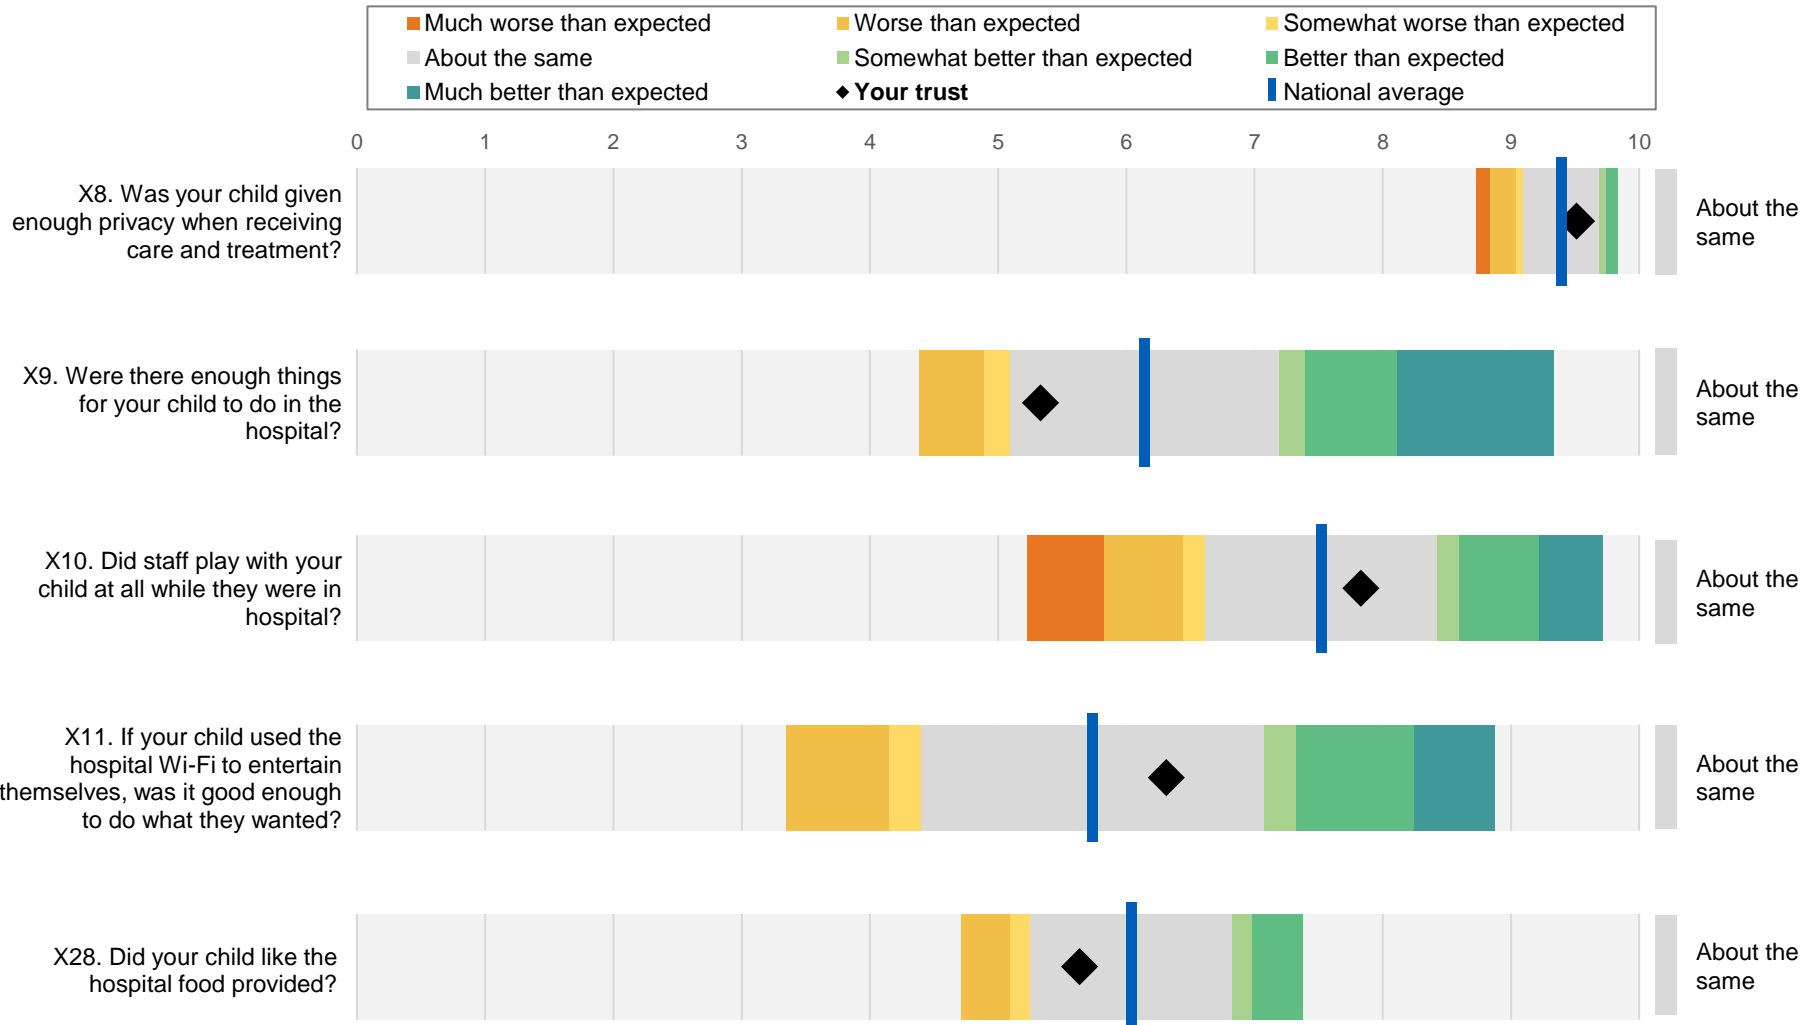 Much worse than expected
Worse than expected
Somewhat worse than expected
About the same
Somewhat better than expected
Better than expected
Much better than expected
Your trust
National average
0 1 2 3 4 5 6 7 8 9 10
X8. Was your child given
enough privacy when receiving
care and treatment?
About the
same
X9. Were there enough things
for your child to do in the
hospital?
About the
same
X10. Did staff play with your
child at all while they were in
hospital?
About the
same
X11. If your child used the
hospital Wi-Fi to entertain
themselves, was it good enough
to do what they wanted?
About the
same
X28. Did your child like the
hospital food provided?
About the
same